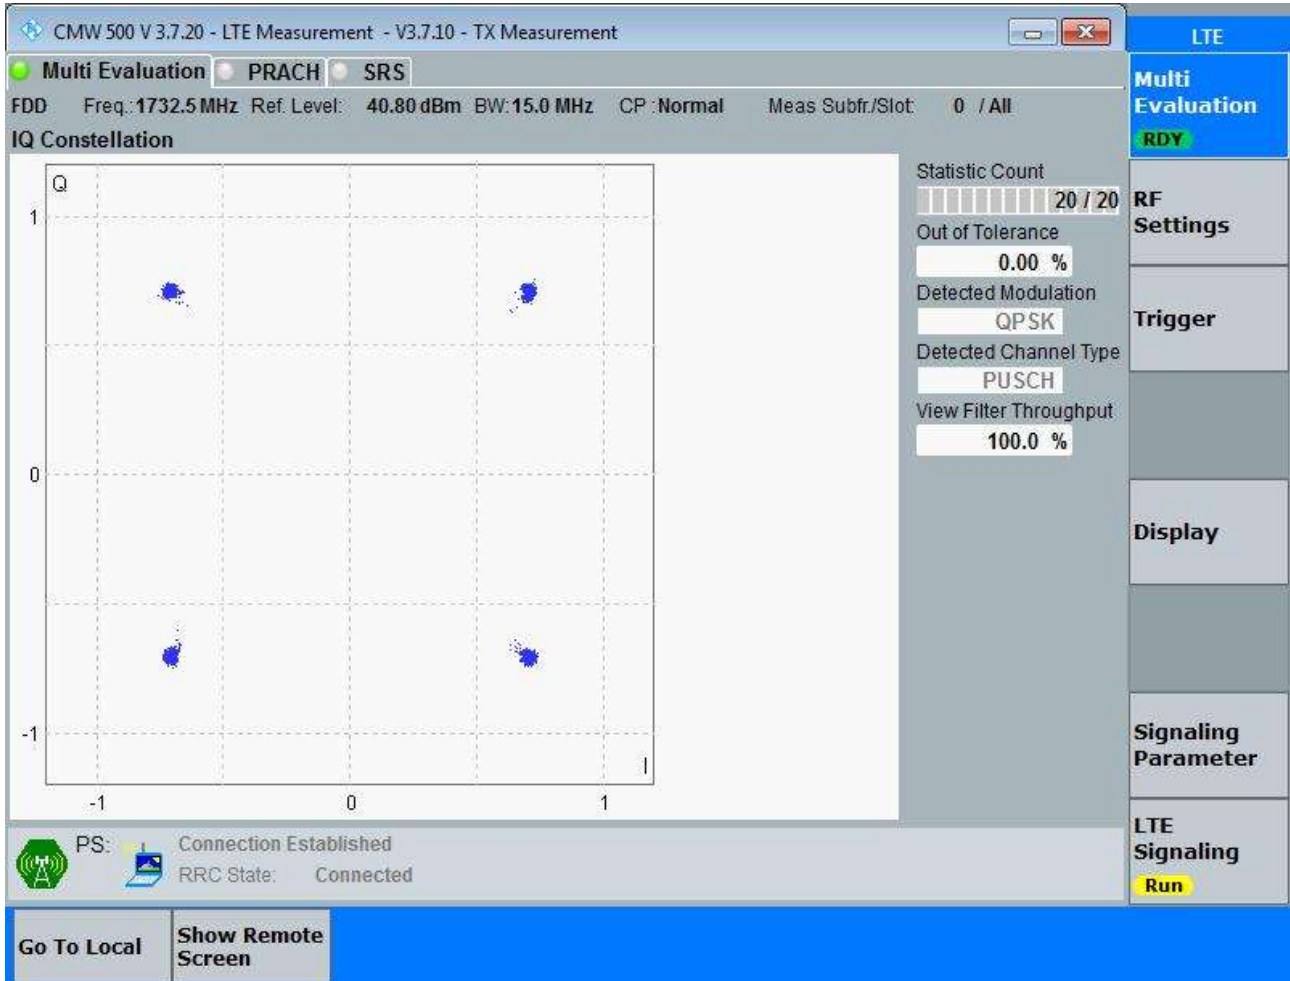 CMW 500 V 3.7.20 - LTE Measurement - V3.7.10 - TX Measurement
LTE
Multi Evaluation PRACH SRS
FDD Freq.:1732.5 MHz Ref. Level: 40.80 dBm BW:15.0 MHz CP :Normal Meas Subfr./Slot: 0 / All
IQ Constellation
Q
1
0
-1
I
-1 0 1
Statistic Count
20 / 20
Out of Tolerance
0.00 %
Detected Modulation
QPSK
Detected Channel Type
PUSCH
View Filter Throughput
100.0 %
Multi
Evaluation
RDY
RF
Settings
Trigger
Display
Signaling
Parameter
LTE
Signaling
Run
PS: Connection Established
RRC State: Connected
Go To Local
Show Remote
Screen